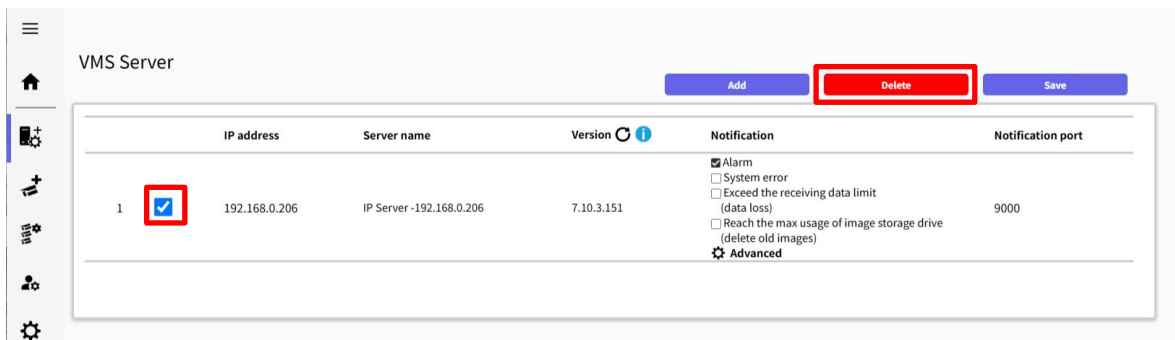 VMS Server
Add Delete Save
IP address Server name Version Notification Notification port
Alarm
System error
Exceed the receiving data limit
(data loss)
1 192.168.0.206 IP Server -192.168.0.206 7.10.3.151 9000
Reach the max usage of image storage drive
(delete old images)
Advanced